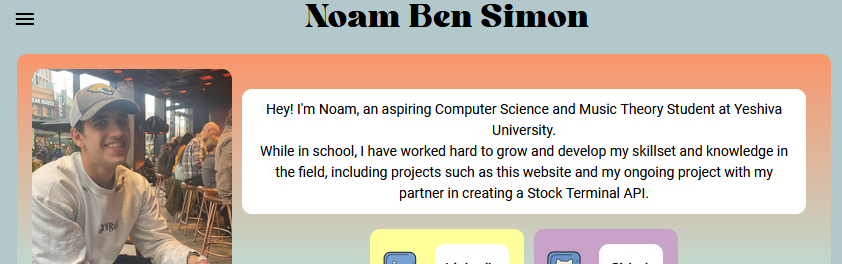 Noam Ben Simon
Hey! I'm Noam, an aspiring Computer Science and Music Theory Student at Yeshiva
University.
While in school, I have worked hard to grow and develop my skillset and knowledge in
the field, including projects such as this website and my ongoing project with my
partner in creating a Stock Terminal API.